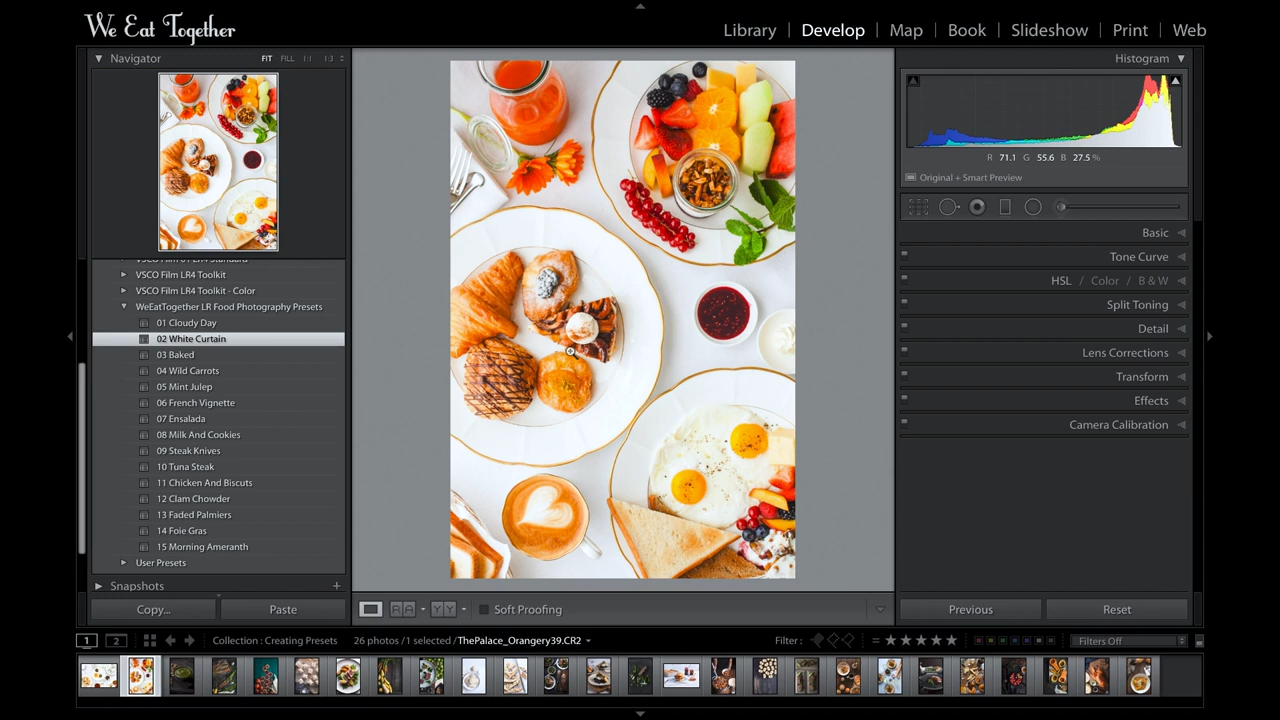 We Eat Together
Library | Develop | Map | Book | Slideshow | Print | Web
Navigator FIT FILL 1:1 1:3
Histogram
R 71.1 G 55.6 B 27.5 %
Original + Smart Preview
Basic
Tone Curve
HSL / Color / B & W
Split Toning
Detail
Lens Corrections
Transform
Effects
Camera Calibration
VSCO Film LR4 Toolkit
VSCO Film LR4 Toolkit - Color
WeEatTogether LR Food Photography Presets
01 Cloudy Day
02 White Curtain
03 Baked
04 Wild Carrots
05 Mint Julep
06 French Vignette
07 Ensalada
08 Milk And Cookies
09 Steak Knives
10 Tuna Steak
11 Chicken And Biscuts
12 Clam Chowder
13 Faded Palmiers
14 Foie Gras
15 Morning Ameranth
User Presets
Snapshots +
Copy... Paste
R A Y Y Soft Proofing
Previous Reset
1 2 Collection : Creating Presets 26 photos / 1 selected / ThePalace_Orangery39.CR2 Filter : = ★★★★★ Filters Off